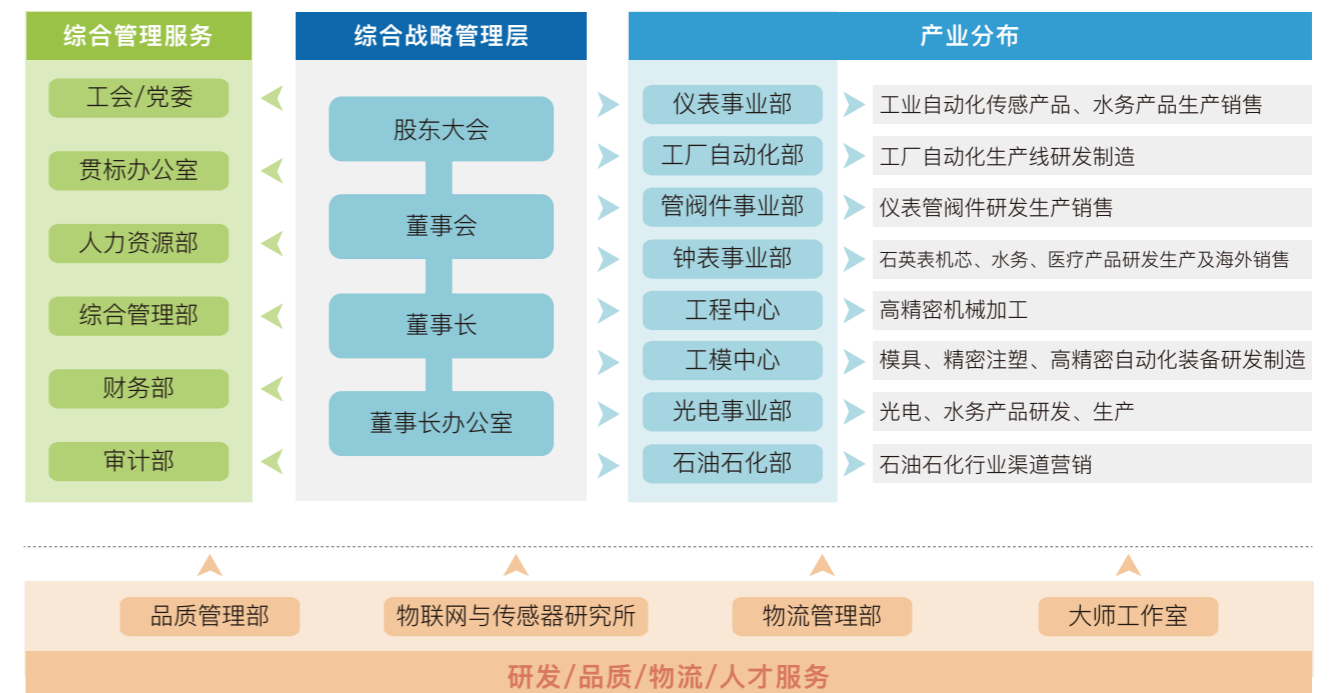 综合管理服务
工会/党委
贯标办公室
人力资源部
综合管理部
财务部
审计部
综合战略管理层
股东大会
董事会
董事长
董事长办公室
产业分布
仪表事业部
工业自动化传感产品、水务产品生产销售
工厂自动化部
工厂自动化生产线研发制造
管阀件事业部
仪表管阀件研发生产销售
钟表事业部
石英表机芯、水务、医疗产品研发生产及海外销售
工程中心
高精密机械加工
工模中心
模具、精密注塑、高精密自动化装备研发制造
光电事业部
光电、水务产品研发、生产
石油石化部
石油石化行业渠道营销
品质管理部
物联网与传感器研究所
物流管理部
大师工作室
研发/品质/物流/人才服务